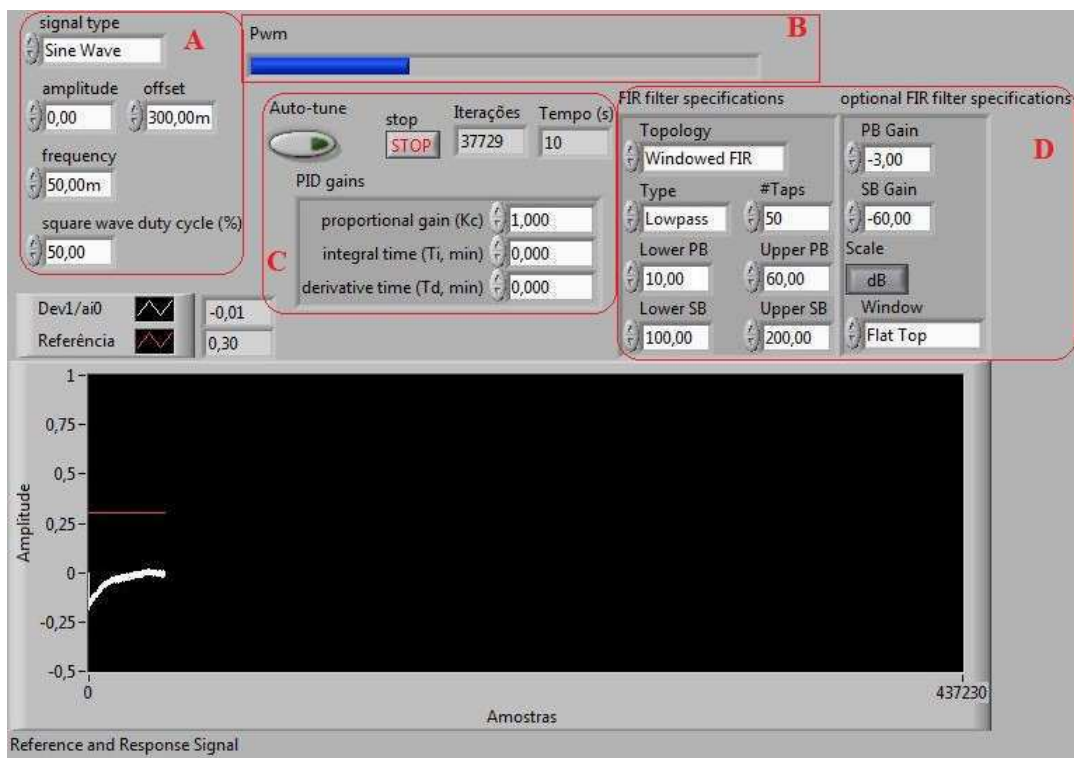 signal type
Sine Wave
A
amplitude offset
0,00 300,00m
frequency
50,00m
square wave duty cycle (%)
50,00
Pwm
B
Auto-tune
stop
STOP
Iterações
37729
Tempo (s)
10
PID gains
proportional gain (Kc) 1,000
integral time (Ti, min) 0,000
derivative time (Td, min) 0,000
C
FIR filter specifications
Topology
Windowed FIR
Type #Taps
Lowpass 50
Lower PB Upper PB
10,00 60,00
Lower SB Upper SB
100,00 200,00
optional FIR filter specifications
PB Gain
-3,00
SB Gain
-60,00
Scale
dB
Window
Flat Top
D
Dev1/ai0 -0,01
Referência 0,30
1
0,75
0,5
0,25
0
-0,25
-0,5
Amplitude
0 437230
Amostras
Reference and Response Signal